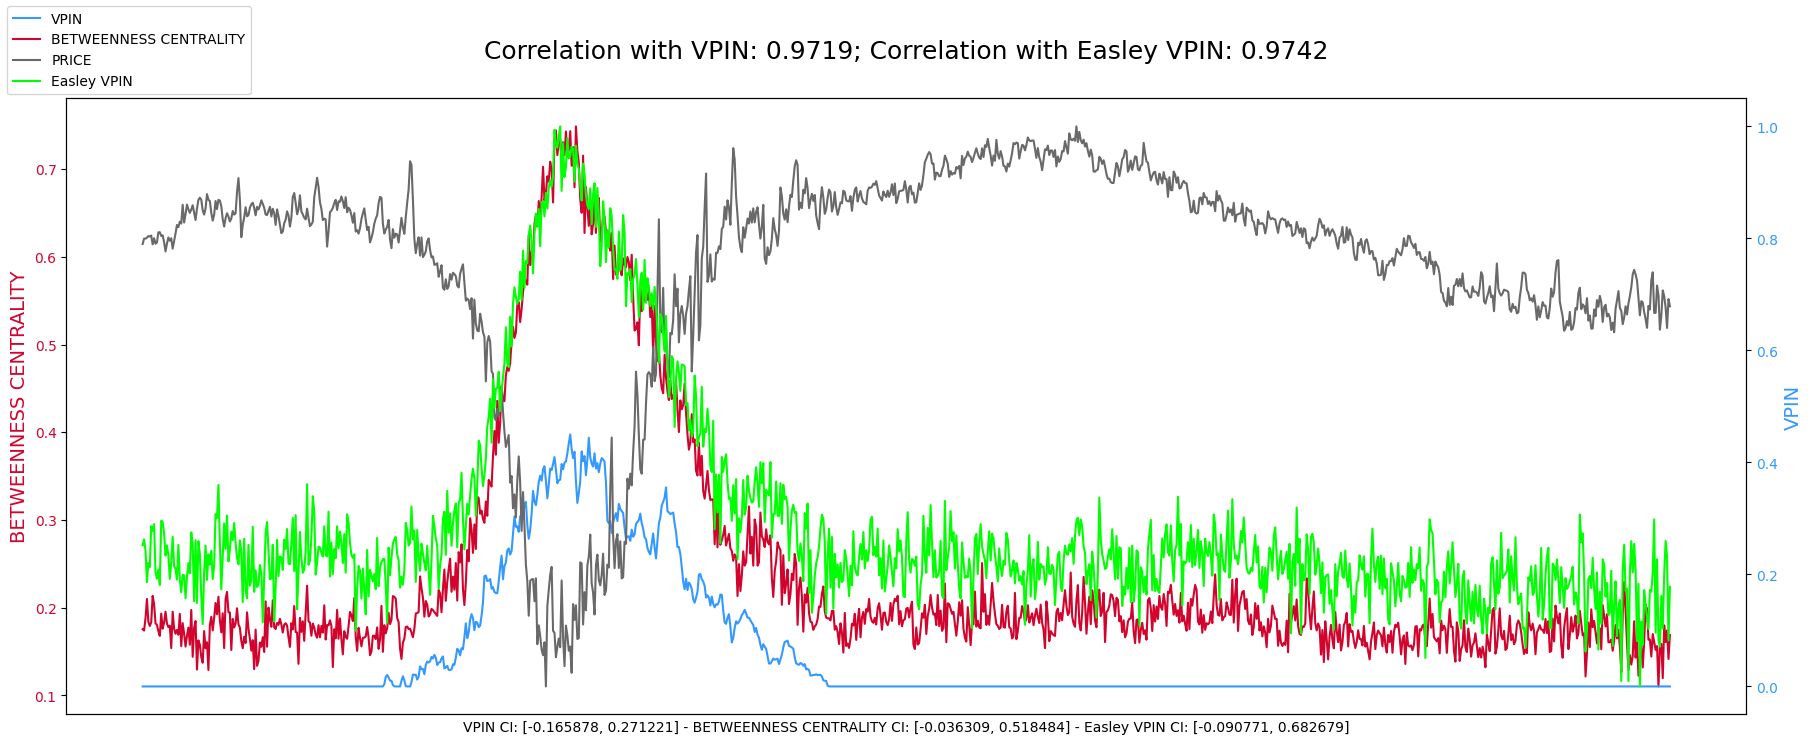 VPIN
BETWEENNESS CENTRALITY
PRICE
Easley VPIN
Correlation with VPIN: 0.9719; Correlation with Easley VPIN: 0.9742
BETWEENNESS CENTRALITY
0.7
0.6
0.5
0.4
0.3
0.2
0.1
1.0
0.8
0.6
0.4
0.2
0.0
VPIN
VPIN CI: [-0.165878, 0.271221] - BETWEENNESS CENTRALITY CI: [-0.036309, 0.518484] - Easley VPIN CI: [-0.090771, 0.682679]